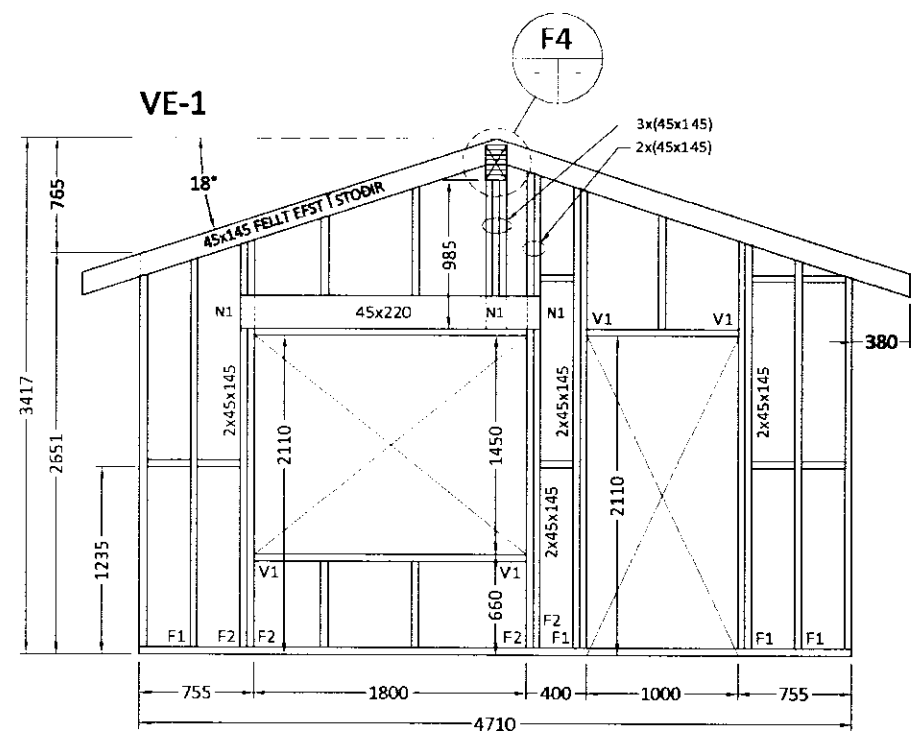 F4
VE-1
3x(45x145)
2x(45x145)
18°
45x145 FELLT EFST Í STOÐIR
765
985
N1
45x220
N1
N1
V1
V1
380
3417
2651
2x45x145
2110
1450
2x45x145
2x45x145
2110
1235
2x45x145
V1
V1
660
F1
F2
F2
F2
F2
F1
F1
F1
755
1800
400
1000
755
4710